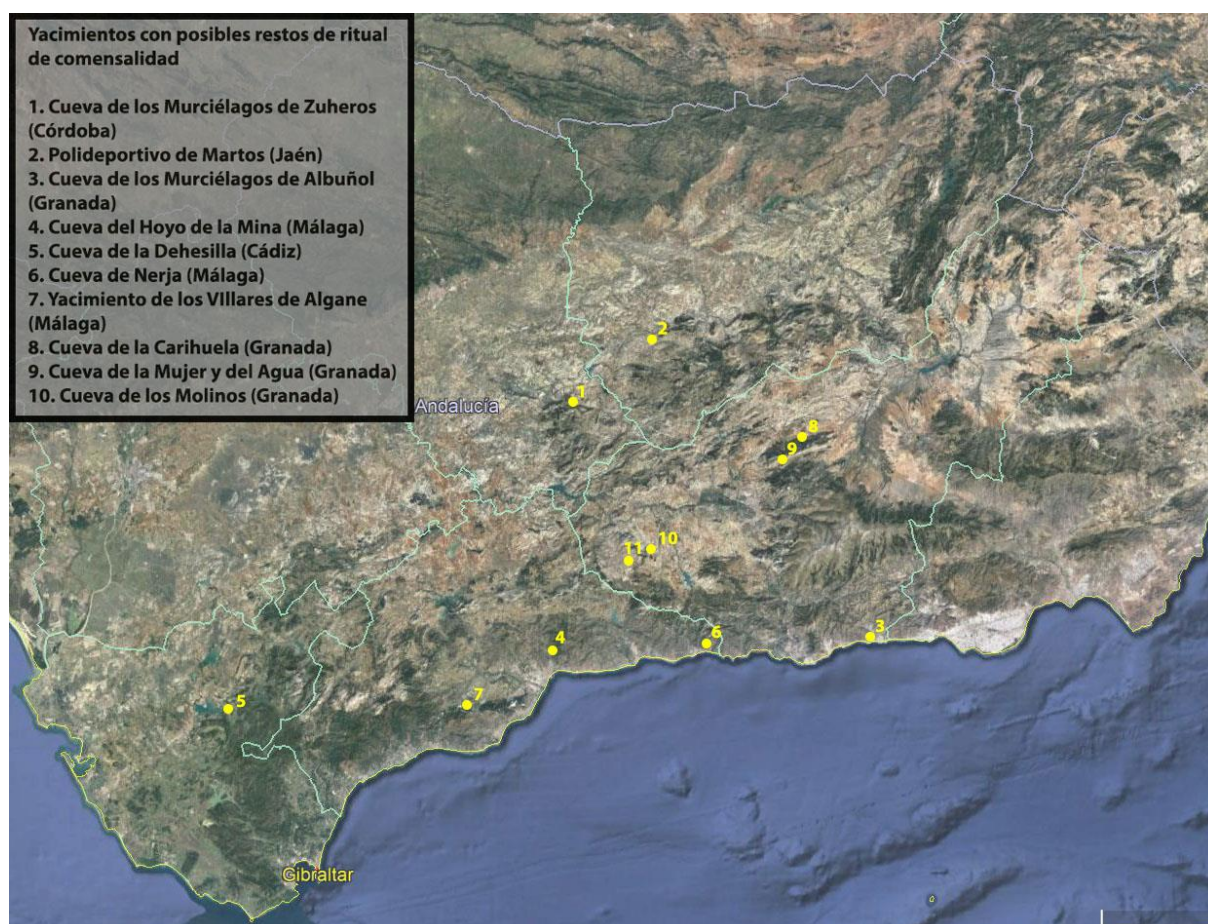 Yacimientos con posibles restos de ritual
de comensalidad
1. Cueva de los Murciélagos de Zuheros
(Córdoba)
2. Polideportivo de Martos (Jaén)
3. Cueva de los Murciélagos de Albuñol
(Granada)
4. Cueva del Hoyo de la Mina (Málaga)
5. Cueva de la Dehesilla (Cádiz)
6. Cueva de Nerja (Málaga)
7. Yacimiento de los VIllares de Algane
(Málaga)
8. Cueva de la Carihuela (Granada)
9. Cueva de la Mujer y del Agua (Granada)
10. Cueva de los Molinos (Granada)
2
1
Andalucía
8
9
10
11
3
6
4
7
5
Gibraltar